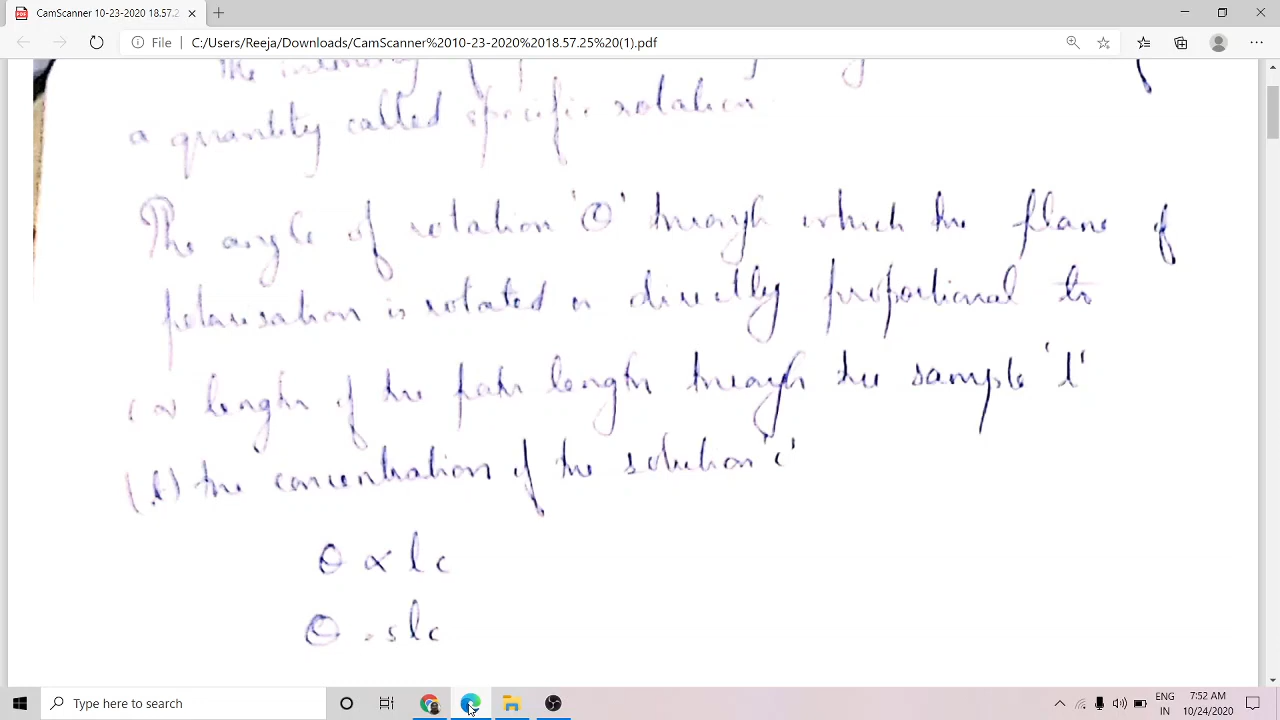 CamScanner 10-23-2020 18.57.2
File | C:/Users/Reeja/Downloads/CamScanner%2010-23-2020%2018.57.25%20(1).pdf
The
a quantity called specific rotation
The angle of rotation 'θ' through which the plane of
polarisation is rotated is directly proportional to
(a) length of the path length through the sample 'l'
(b) the concentration of the solution 'c'
θ ∝ lc
θ = slc
Type here to search
ENG
7:52 AM
IN
10/24/2020